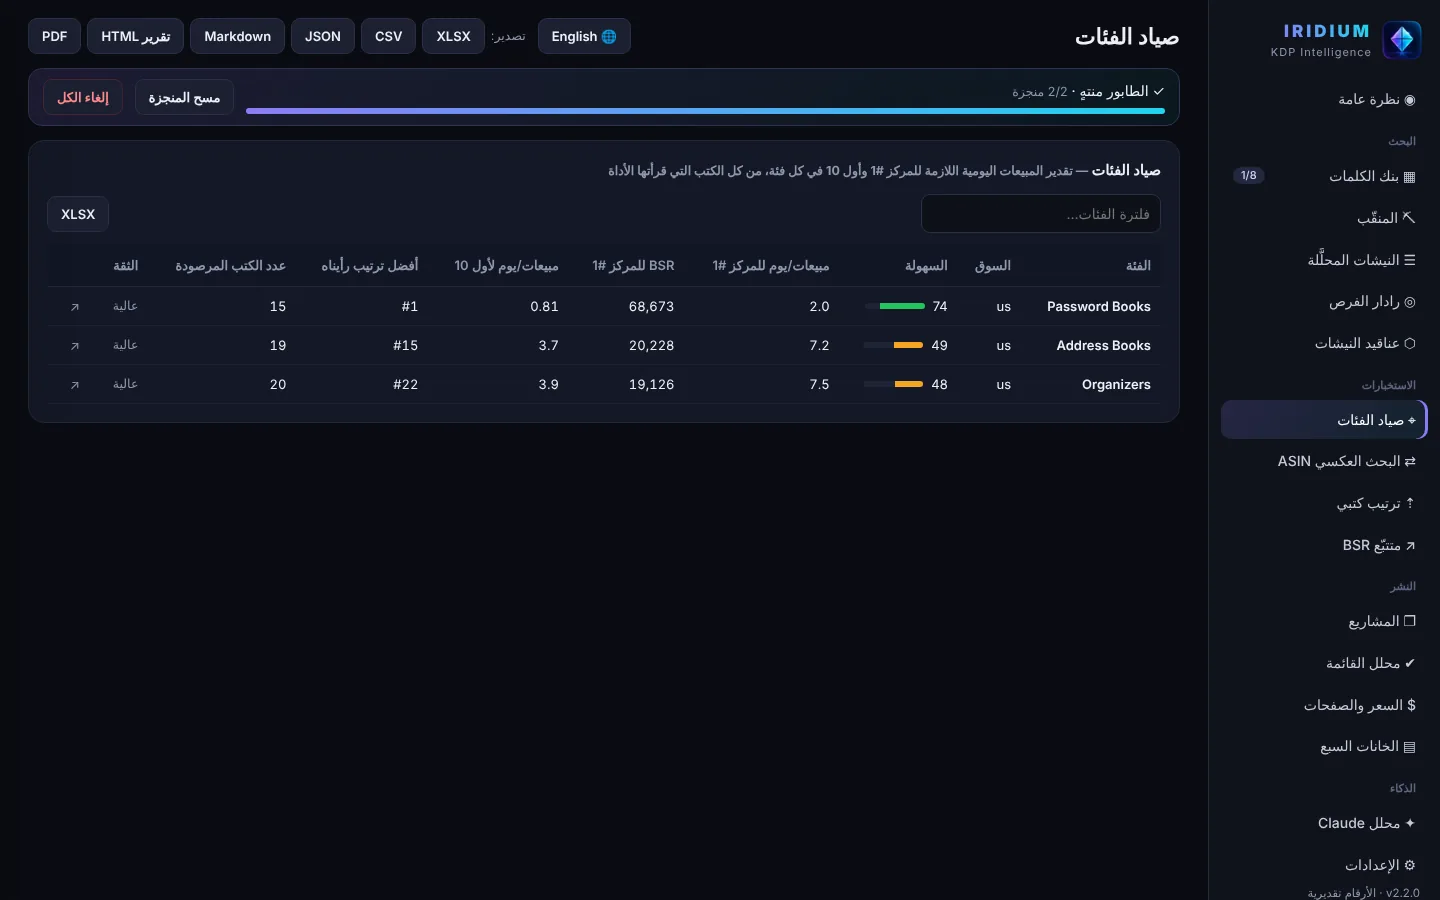 IRIDIUM
KDP Intelligence
نظرة عامة
البحث
بنك الكلمات 1/8
المنقّب
النيشات المحلَّلة
رادار الفرص
عناقيد النيشات
الاستخبارات
صياد الفئات
البحث العكسي ASIN
ترتيب كتبي
متتبّع BSR
النشر
المشاريع
محلل القائمة
$ السعر والصفحات
الخانات السبع
الذكاء
محلل Claude
الإعدادات
v2.2.0 · الأرقام تقديرية
صياد الفئات
English
تصدير:
XLSX
CSV
JSON
Markdown
تقرير HTML
PDF
✓ الطابور منتهٍ · 2/2 منجزة
مسح المنجزة
إلغاء الكل
صياد الفئات — تقدير المبيعات اليومية اللازمة للمركز #1 وأول 10 في كل فئة، من كل الكتب التي قرأتها الأداة
فلترة الفئات...
XLSX
الفئة السوق السهولة مبيعات/يوم للمركز #1 BSR للمركز #1 مبيعات/يوم لأول 10 أفضل ترتيب رأيناه عدد الكتب المرصودة الثقة
Password Books us 74 2.0 68,673 0.81 #1 15 عالية ↗
Address Books us 49 7.2 20,228 3.7 #15 19 عالية ↗
Organizers us 48 7.5 19,126 3.9 #22 20 عالية ↗